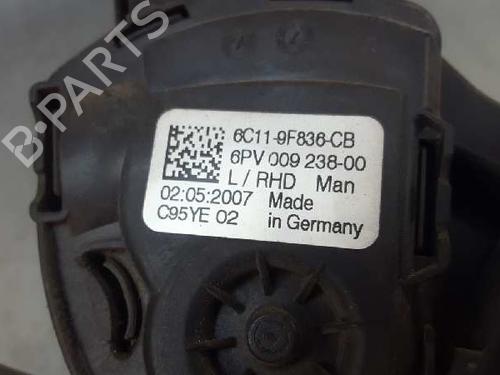 6C11-9F836-CB
6PV 009 238-00
L / RHD Man
02:05:2007 Made
C95YE 02 in Germany
B-PARTS